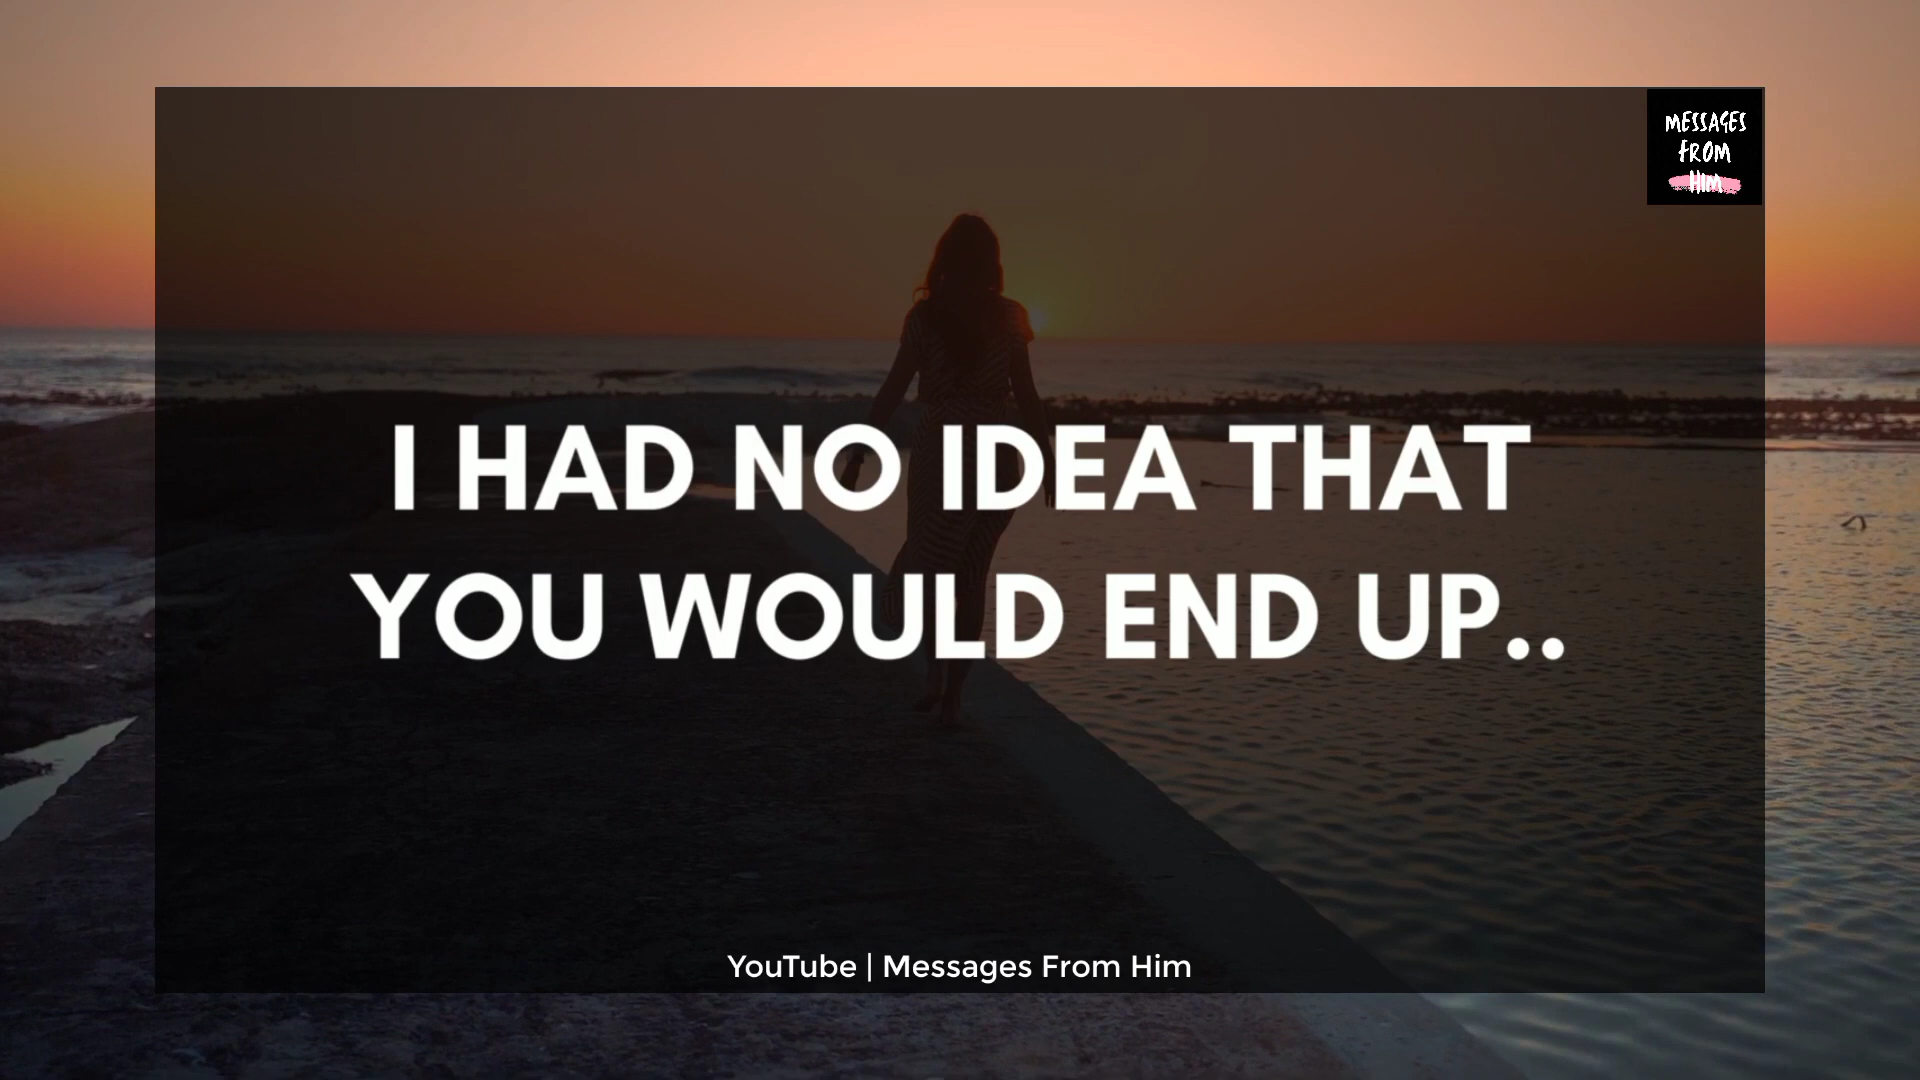 MESSAGES
FROM
HIM
I HAD NO IDEA THAT
YOU WOULD END UP..
YouTube | Messages From Him